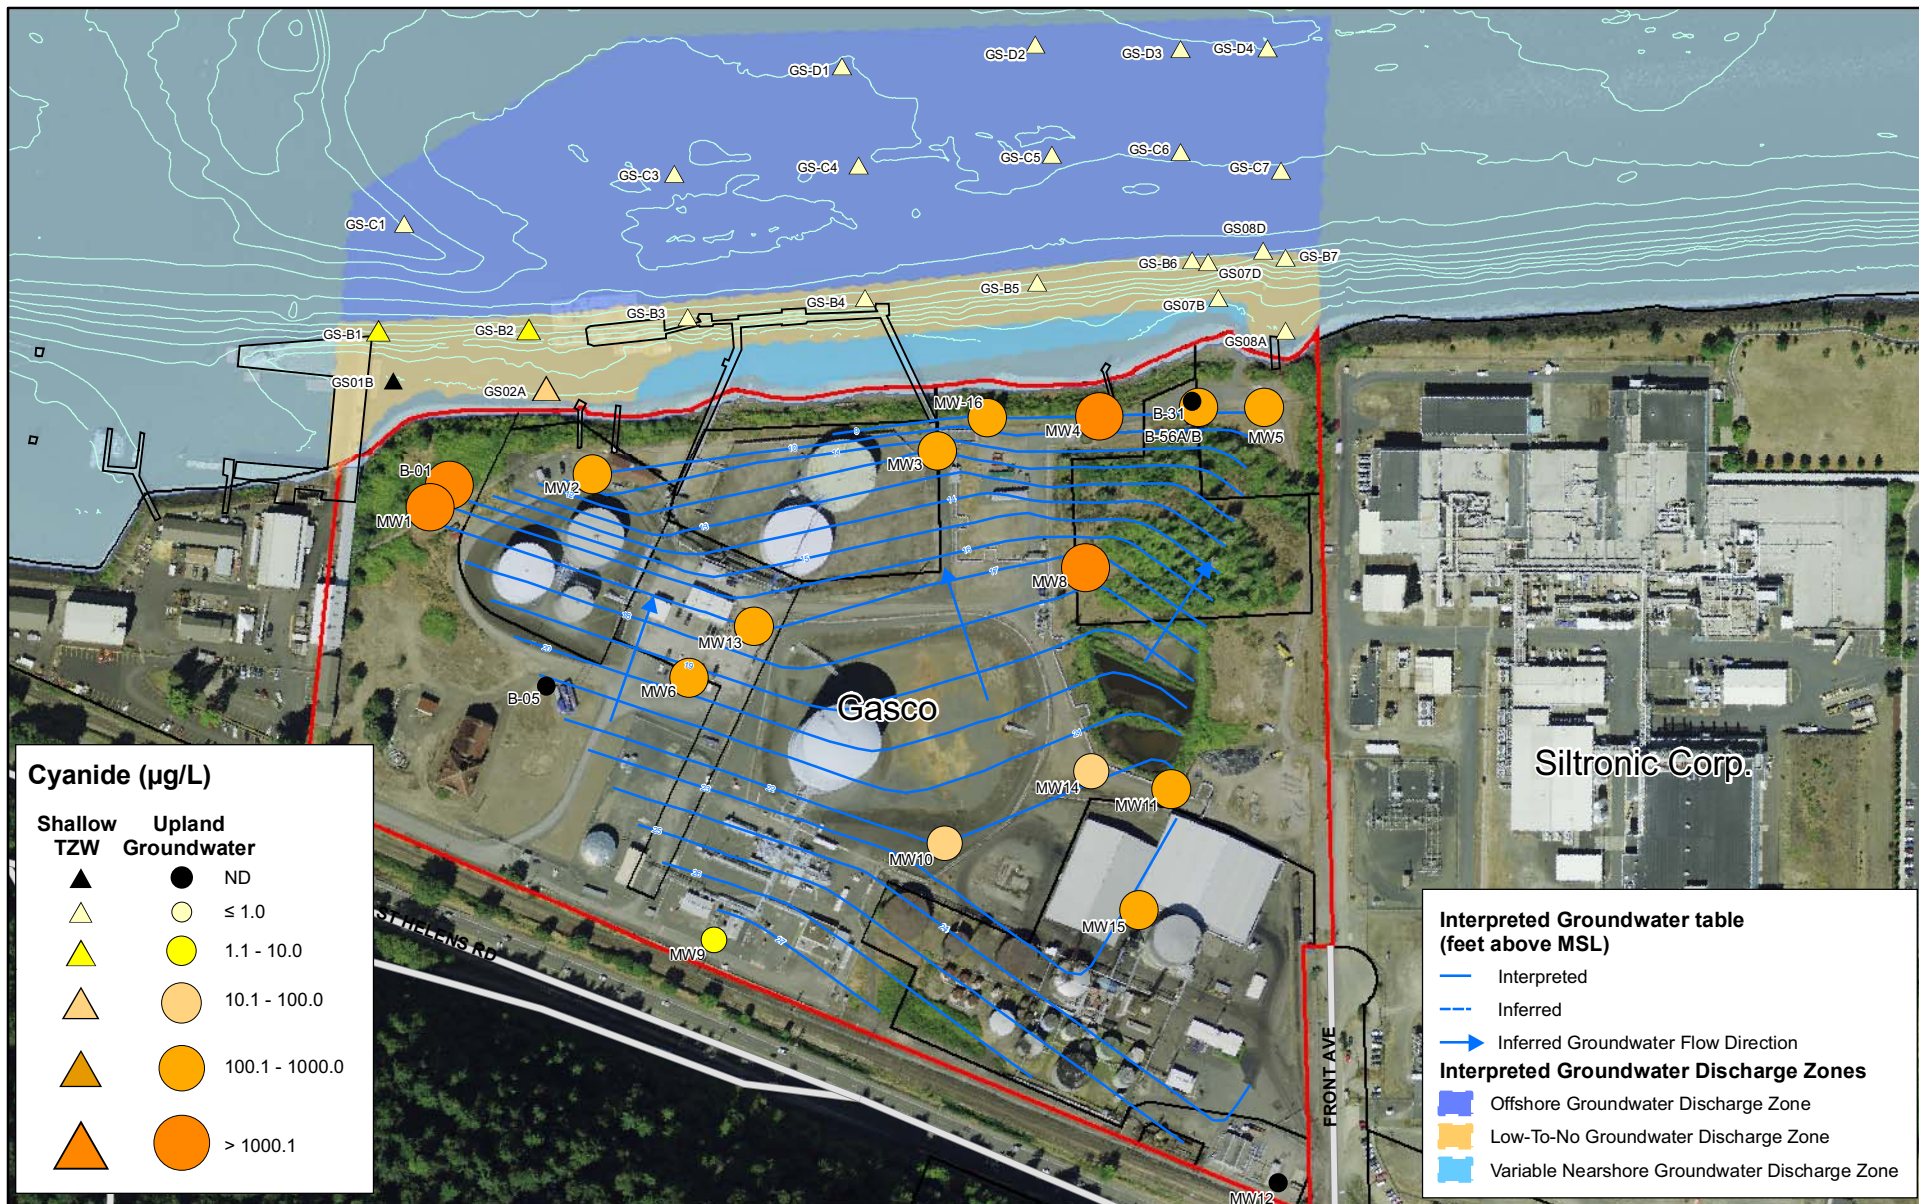 GS-D1
GS-D2
GS-D3
GS-D4
GS-C1
GS-C3
GS-C4
GS-C5
GS-C6
GS-C7
GS08D
GS-B7
GS-B6
GS07D
GS-B5
GS07B
GS-B4
GS-B3
GS-B2
GS-B1
GS08A
GS01B
GS02A
MW-16
MW4
B-31
B-56A/B
MW5
MW3
MW2
B-01
MW1
MW8
MW13
MW6
B-05
Gasco
Siltronic Corp.
MW14
MW11
MW10
MW15
MW9
MW12
ST HELENS RD
FRONT AVE
Cyanide (µg/L)
Shallow TZW
Upland Groundwater
ND
≤ 1.0
1.1 - 10.0
10.1 - 100.0
100.1 - 1000.0
> 1000.1
Interpreted Groundwater table
(feet above MSL)
Interpreted
Inferred
Inferred Groundwater Flow Direction
Interpreted Groundwater Discharge Zones
Offshore Groundwater Discharge Zone
Low-To-No Groundwater Discharge Zone
Variable Nearshore Groundwater Discharge Zone